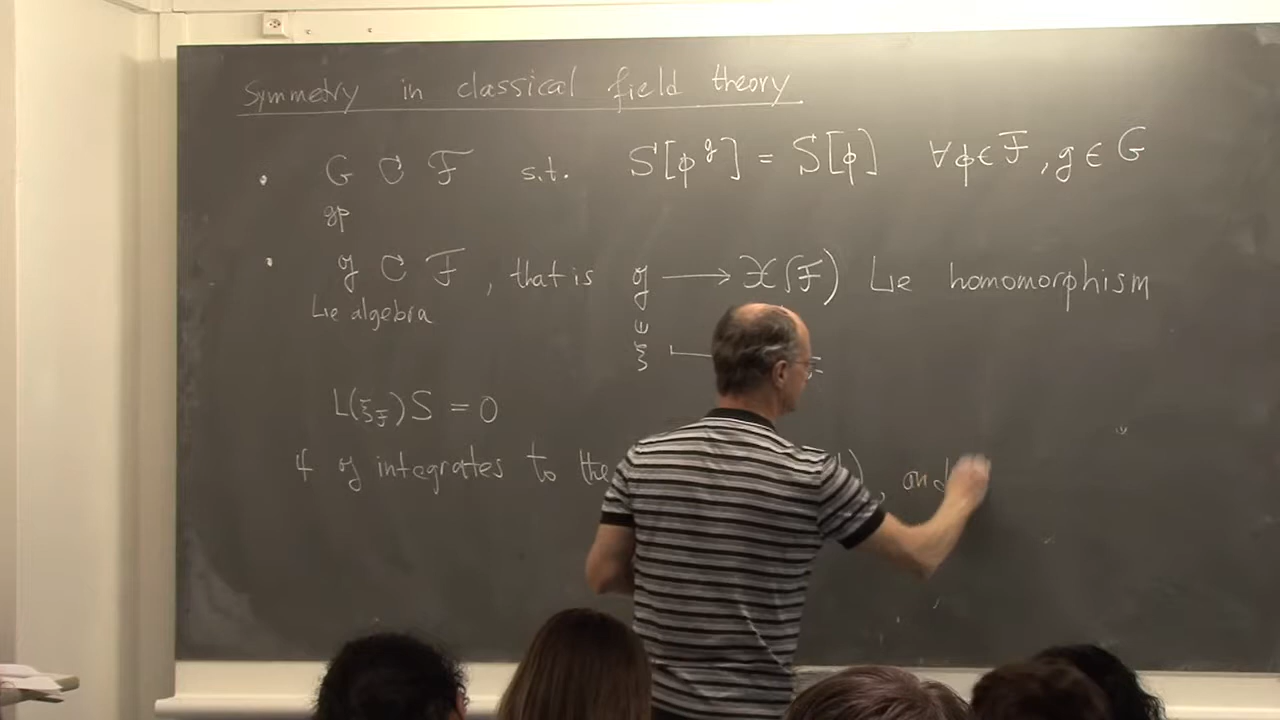 Symmetry in classical field theory
• G ↻ ℱ s.t. S[ϕ^g] = S[ϕ] ∀ϕ∈ℱ, g∈G
gp
• 𝔤 ↻ ℱ, that is 𝔤 ⟶ 𝔛(ℱ) Lie homomorphism
Lie algebra
ξ ⟼
L(ξ_ℱ)S = 0
If 𝔤 integrates to the ), and